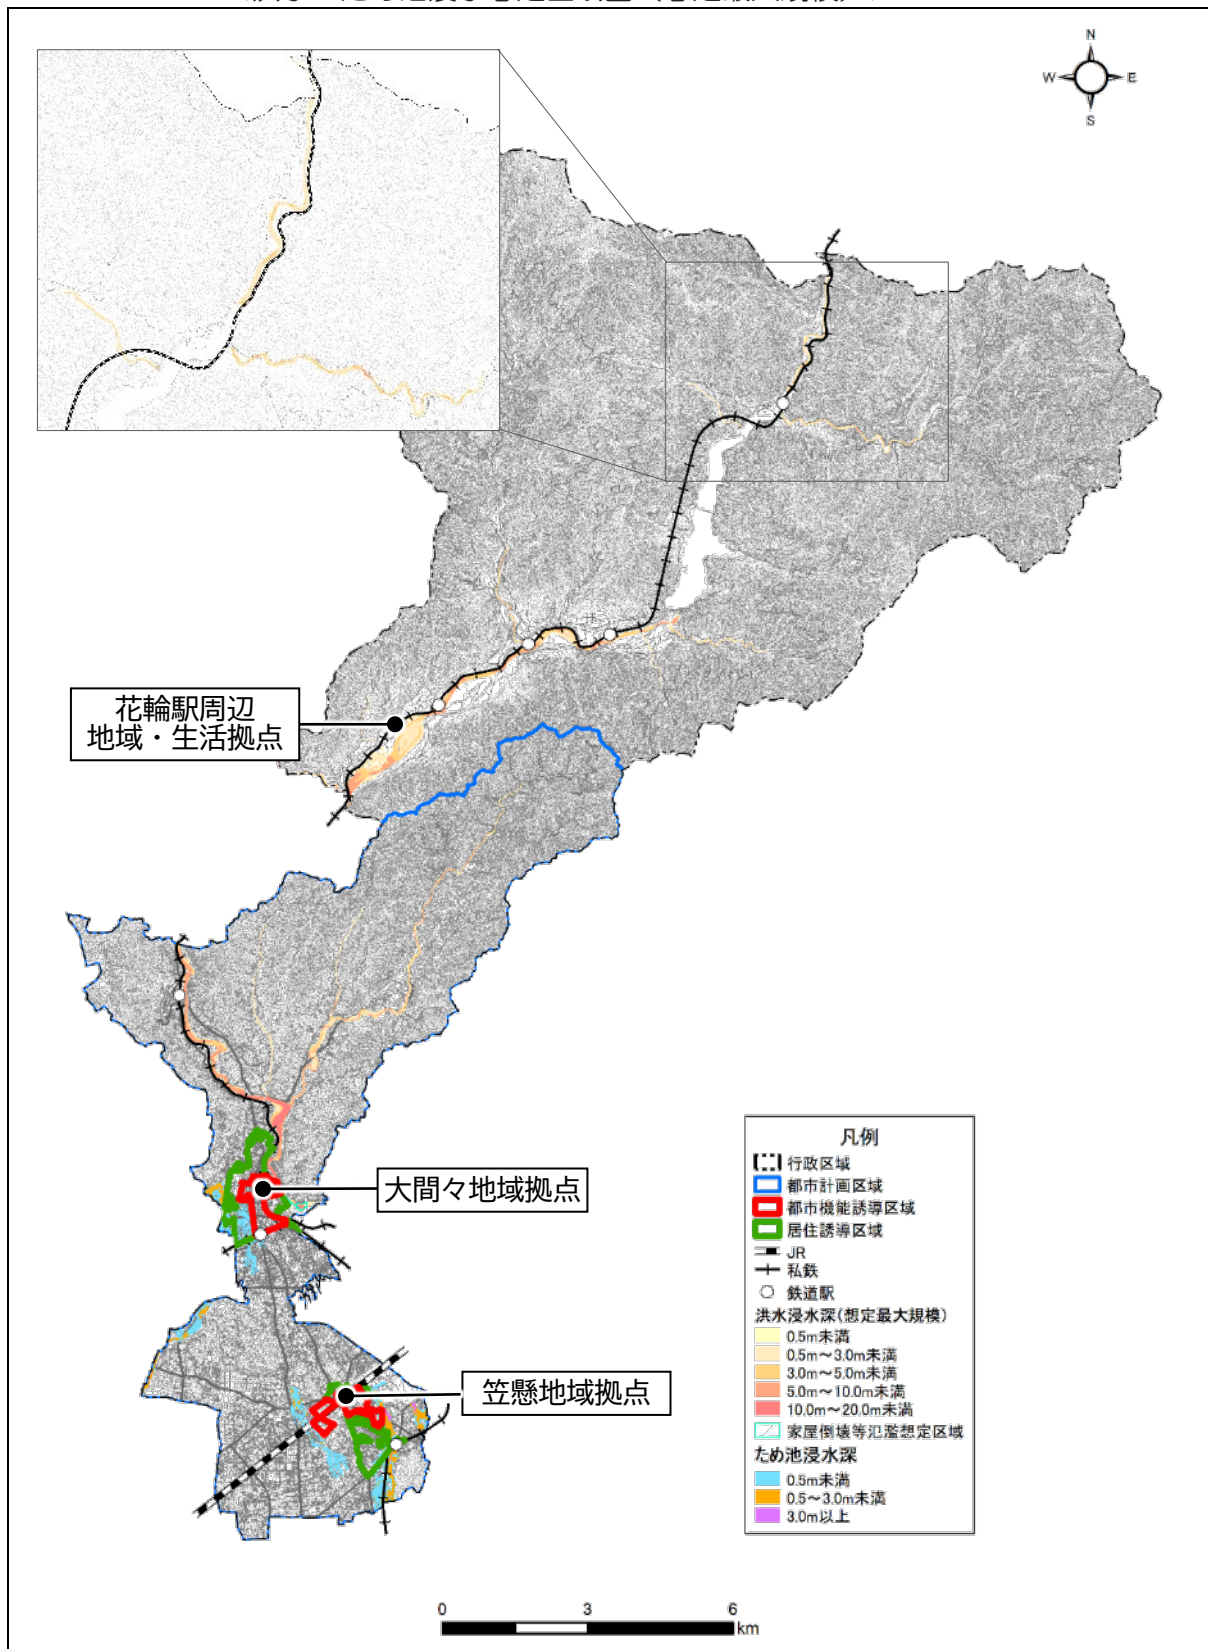 N
W E
S
花輪駅周辺
地域・生活拠点
大間々地域拠点
笠懸地域拠点
凡例
行政区域
都市計画区域
都市機能誘導区域
居住誘導区域
JR
私鉄
鉄道駅
洪水浸水深(想定最大規模)
0.5m未満
0.5m～3.0m未満
3.0m～5.0m未満
5.0m～10.0m未満
10.0m～20.0m未満
家屋倒壊等氾濫想定区域
ため池浸水深
0.5m未満
0.5～3.0m未満
3.0m以上
0 3 6
km